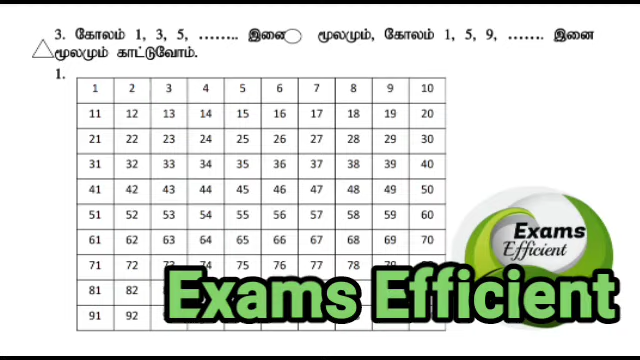 3. கோலம் 1, 3, 5, ........ இனை மூலமும், கோலம் 1, 5, 9, ....... இனை
மூலமும் காட்டுவோம்.
1.
1 2 3 4 5 6 7 8 9 10
11 12 13 14 15 16 17 18 19 20
21 22 23 24 25 26 27 28 29 30
31 32 33 34 35 36 37 38 39 40
41 42 43 44 45 46 47 48 49 50
51 52 53 54 55 56 57 58 59 60
61 62 63 64 65 66 67 68 69 70
71 72 73 74 75 76 77 78 79
81 82
91 92
Exams
Efficient
Exams Efficient